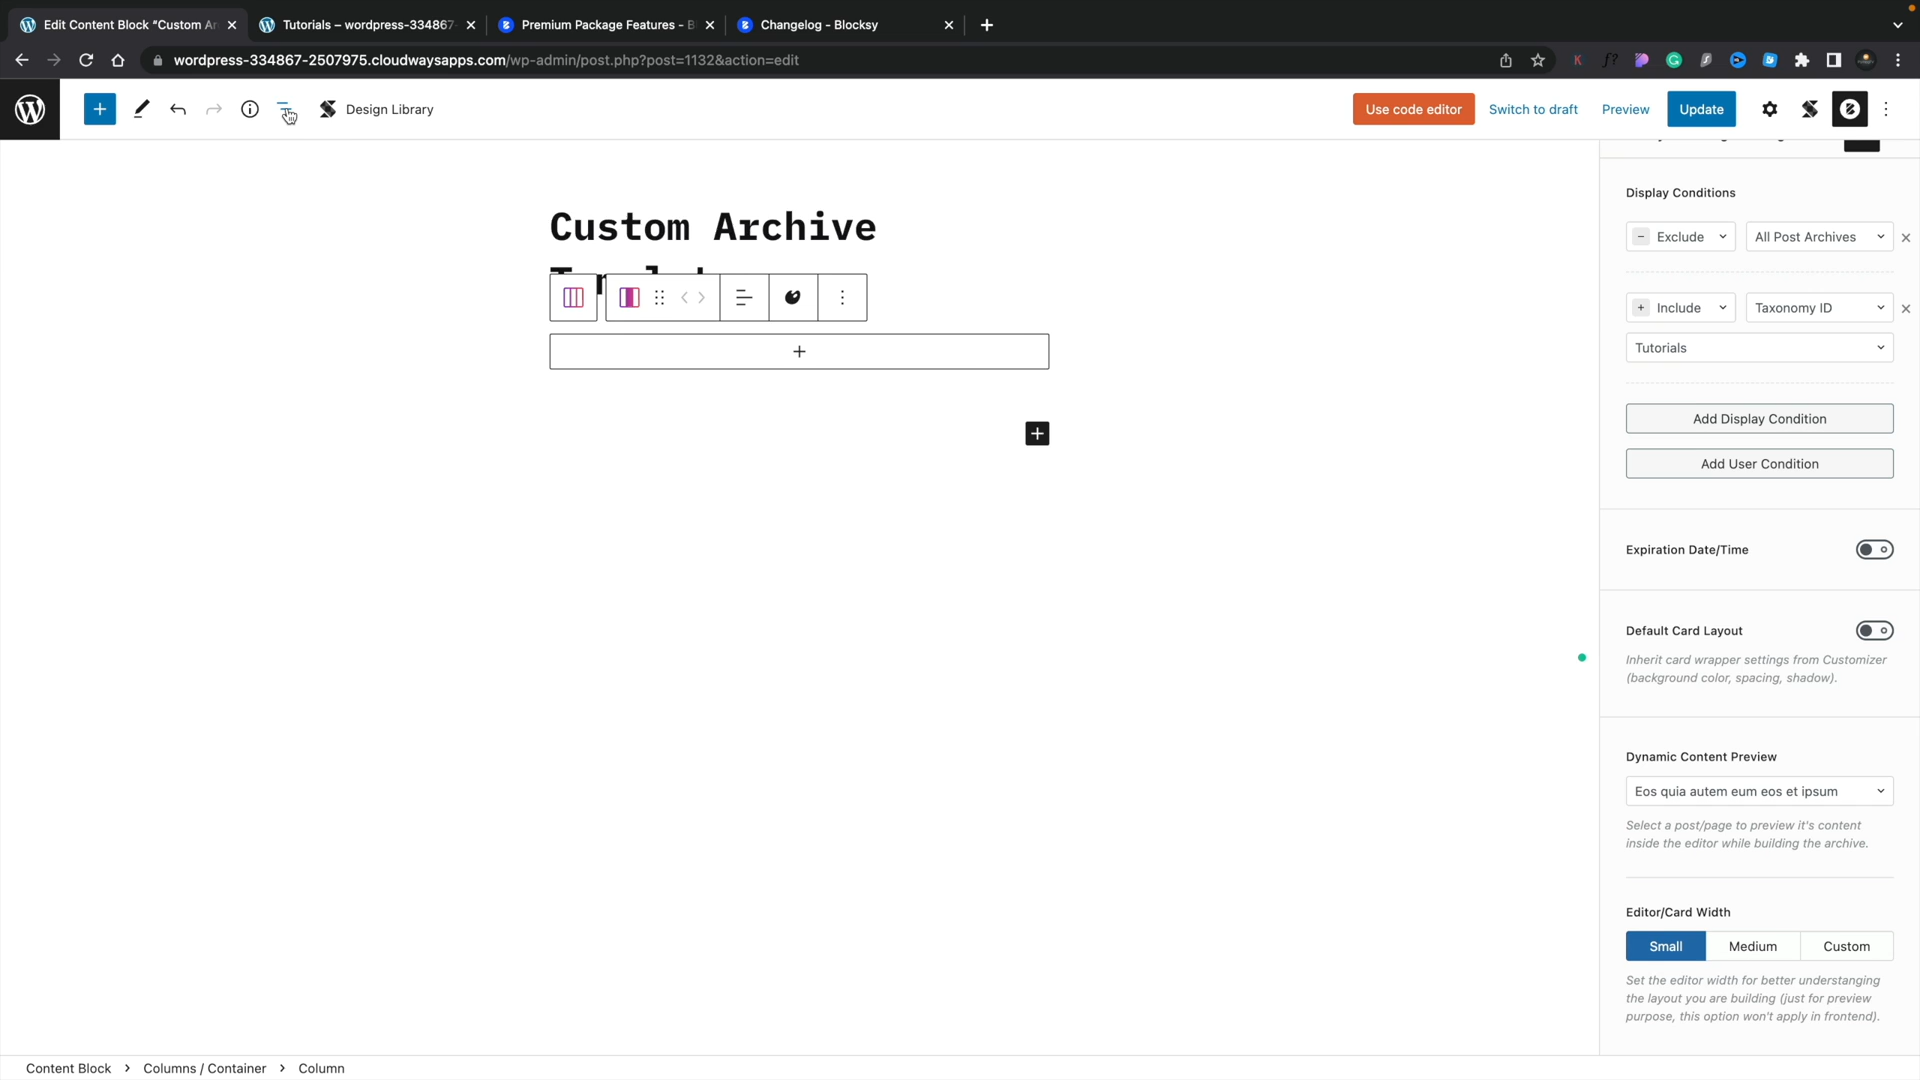 Edit Content Block “Custom Ar
Tutorials – wordpress-334867-
Premium Package Features - B
Changelog - Blocksy
wordpress-334867-2507975.cloudwaysapps.com/wp-admin/post.php?post=1132&action=edit
Design Library
Use code editor
Switch to draft
Preview
Update
Custom Archive
Display Conditions
Exclude
All Post Archives
Include
Taxonomy ID
Tutorials
Add Display Condition
Add User Condition
Expiration Date/Time
Default Card Layout
Inherit card wrapper settings from Customizer
(background color, spacing, shadow).
Dynamic Content Preview
Eos quia autem eum eos et ipsum
Select a post/page to preview it's content
inside the editor while building the archive.
Editor/Card Width
Small
Medium
Custom
Set the editor width for better understanging
the layout you are building (just for preview
purpose, this option won't apply in frontend).
Content Block › Columns / Container › Column